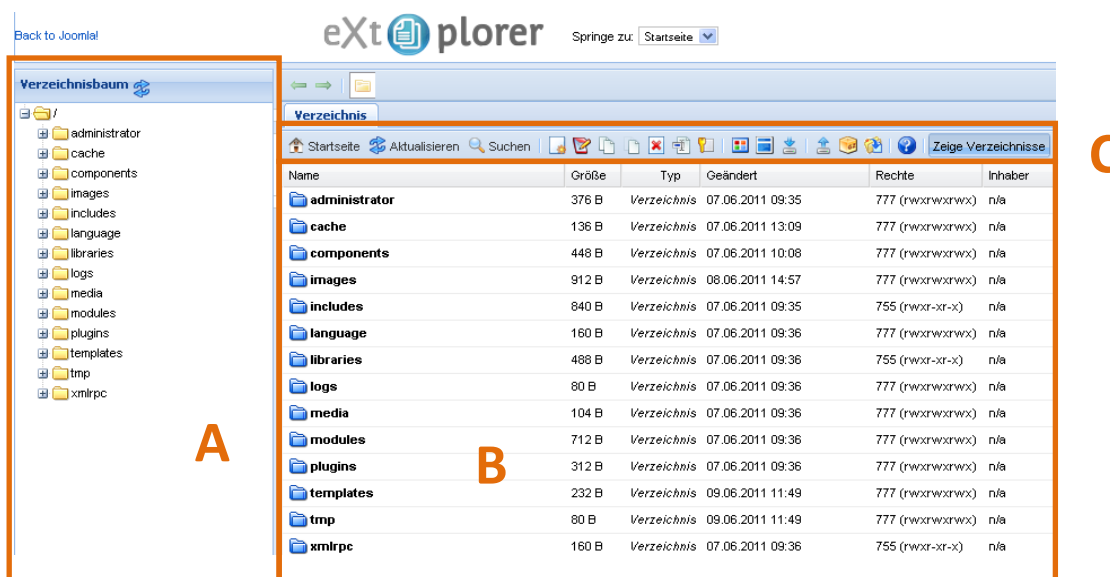 Back to Joomla!
eXtplorer
Springe zu: Startseite
Verzeichnisbaum
/
administrator
cache
components
images
includes
language
libraries
logs
media
modules
plugins
templates
tmp
xmlrpc
A
Verzeichnis
Startseite Aktualisieren Suchen Zeige Verzeichnisse
C
Name Größe Typ Geändert Rechte Inhaber
administrator 376 B Verzeichnis 07.06.2011 09:35 777 (rwxrwxrwx) n/a
cache 136 B Verzeichnis 07.06.2011 13:09 777 (rwxrwxrwx) n/a
components 448 B Verzeichnis 07.06.2011 10:08 777 (rwxrwxrwx) n/a
images 912 B Verzeichnis 08.06.2011 14:57 777 (rwxrwxrwx) n/a
includes 840 B Verzeichnis 07.06.2011 09:35 755 (rwxr-xr-x) n/a
language 160 B Verzeichnis 07.06.2011 09:36 777 (rwxrwxrwx) n/a
libraries 488 B Verzeichnis 07.06.2011 09:36 755 (rwxr-xr-x) n/a
logs 80 B Verzeichnis 07.06.2011 09:36 777 (rwxrwxrwx) n/a
media 104 B Verzeichnis 07.06.2011 09:36 777 (rwxrwxrwx) n/a
modules 712 B Verzeichnis 07.06.2011 09:36 777 (rwxrwxrwx) n/a
plugins 312 B Verzeichnis 07.06.2011 09:36 777 (rwxrwxrwx) n/a
templates 232 B Verzeichnis 09.06.2011 11:49 777 (rwxrwxrwx) n/a
tmp 80 B Verzeichnis 09.06.2011 11:49 777 (rwxrwxrwx) n/a
xmlrpc 160 B Verzeichnis 07.06.2011 09:36 755 (rwxr-xr-x) n/a
B